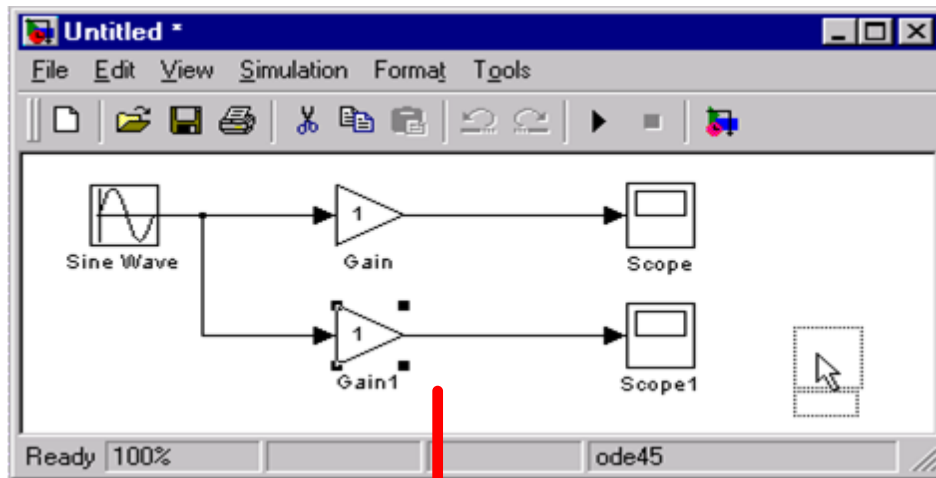 Untitled *
File Edit View Simulation Format Tools
1 1
Sine Wave Gain Scope
Gain1 Scope1
Ready 100% ode45